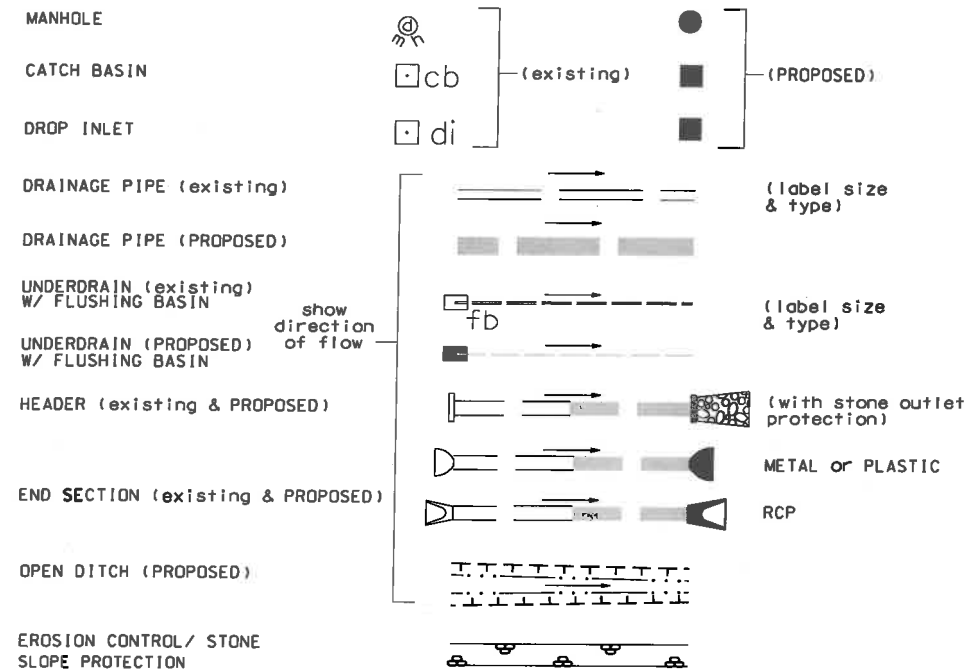 MANHOLE
d
m h
CATCH BASIN
cb
(existing)
(PROPOSED)
DROP INLET
di
DRAINAGE PIPE (existing)
(label size
& type)
DRAINAGE PIPE (PROPOSED)
UNDERDRAIN (existing)
W/ FLUSHING BASIN
fb
(label size
& type)
show
direction
of flow
UNDERDRAIN (PROPOSED)
W/ FLUSHING BASIN
HEADER (existing & PROPOSED)
(with stone outlet
protection)
METAL or PLASTIC
END SECTION (existing & PROPOSED)
RCP
OPEN DITCH (PROPOSED)
EROSION CONTROL/ STONE
SLOPE PROTECTION